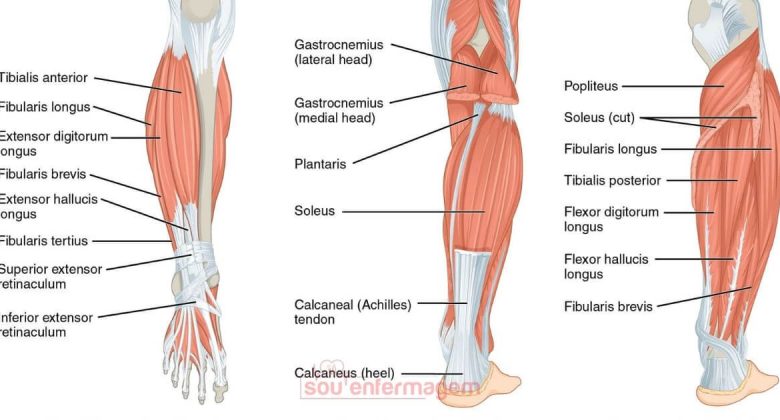 Tibialis anterior
Fibularis longus
Extensor digitorum
longus
Fibularis brevis
Extensor hallucis
longus
Fibularis tertius
Superior extensor
retinaculum
Inferior extensor
retinaculum
Gastrocnemius
(lateral head)
Gastrocnemius
(medial head)
Plantaris
Soleus
Calcaneal (Achilles)
tendon
Calcaneus (heel)
sou enfermagem
Popliteus
Soleus (cut)
Fibularis longus
Tibialis posterior
Flexor digitorum
longus
Flexor hallucis
longus
Fibularis brevis